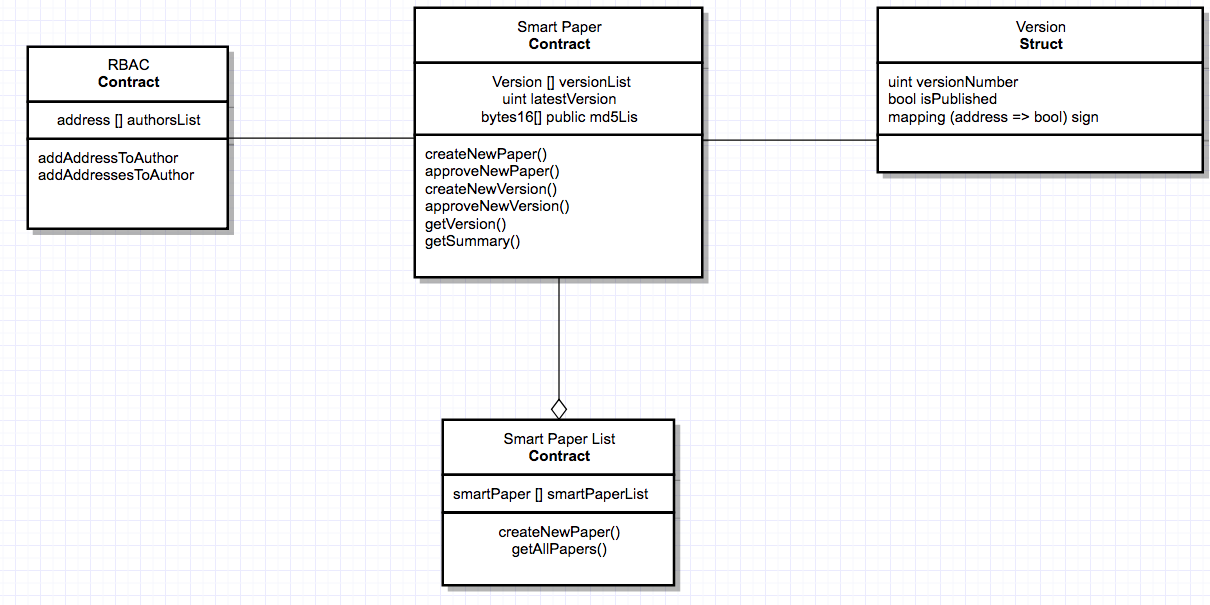 RBAC
Contract
address [] authorsList
addAddressToAuthor
addAddressesToAuthor
Smart Paper
Contract
Version [] versionList
uint latestVersion
bytes16[] public md5Lis
createNewPaper()
approveNewPaper()
createNewVersion()
approveNewVersion()
getVersion()
getSummary()
Version
Struct
uint versionNumber
bool isPublished
mapping (address => bool) sign
Smart Paper List
Contract
smartPaper [] smartPaperList
createNewPaper()
getAllPapers()